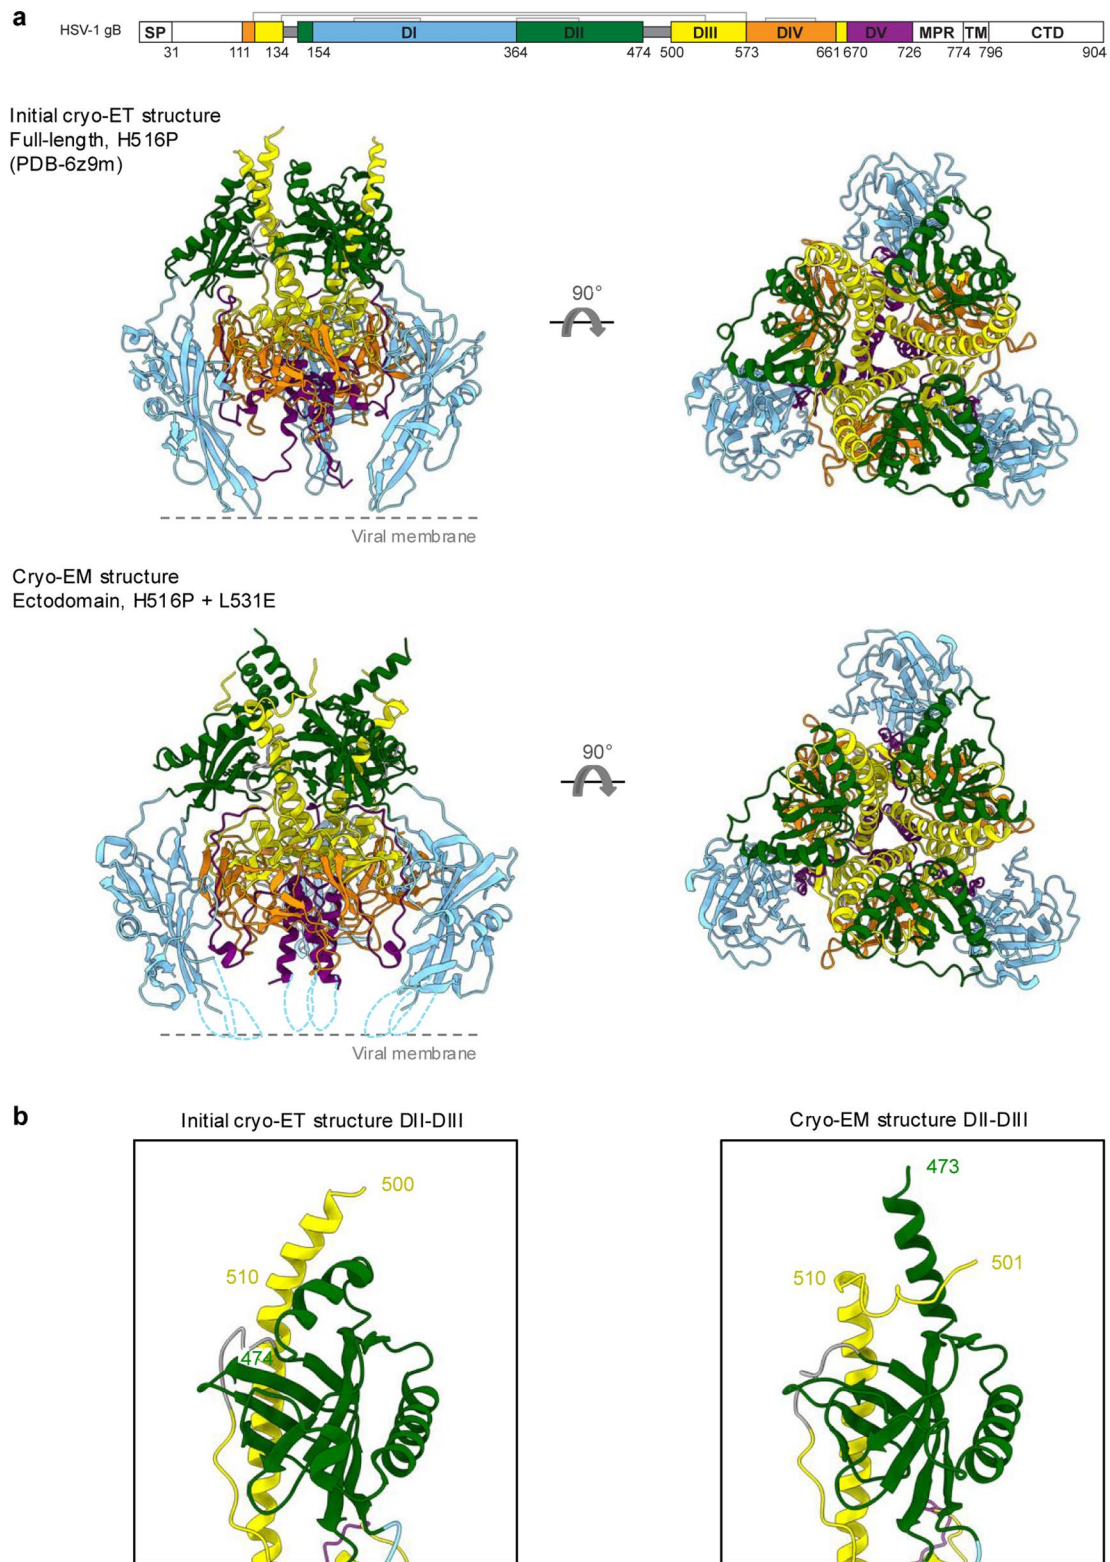 a
HSV-1 gB SP DI DII DIII DIV DV MPR TM CTD
31 111 134 154 364 474 500 573 661 670 726 774 796 904
Initial cryo-ET structure
Full-length, H516P
(PDB-6z9m)
90°
Viral membrane
Cryo-EM structure
Ectodomain, H516P + L531E
90°
Viral membrane
b
Initial cryo-ET structure DII-DIII
Cryo-EM structure DII-DIII
500
510
474
473
501
510